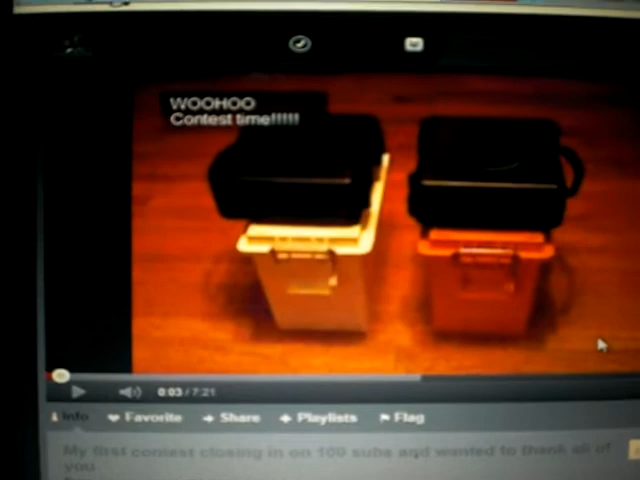 WOOHOO
Contest time!!!!!
0:03 / 7:21
Info Favorite Share Playlists Flag
My first contest closing in on 100 subs and wanted to thank all of
you